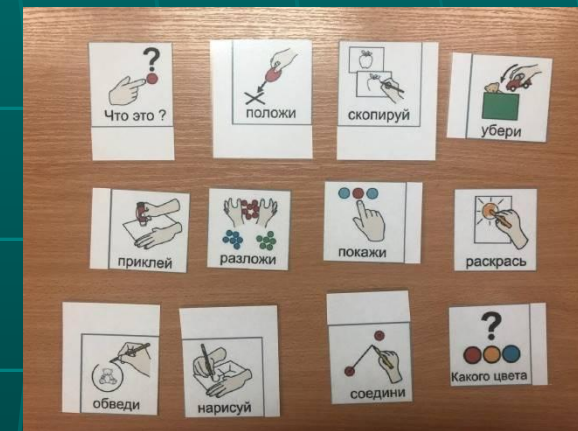 Что это ?
положи
скопируй
убери
приклей
разложи
покажи
раскрась
обведи
нарисуй
соедини
Какого цвета